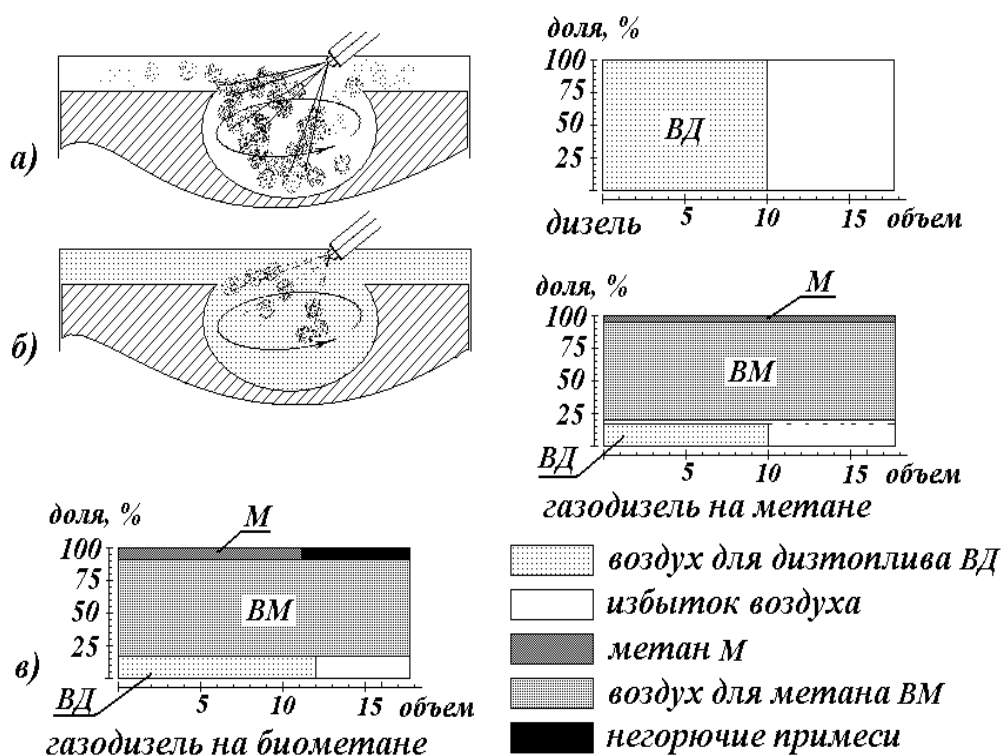 а)
доля, %
100
75
50
25
ВД
5 10 15 объем
дизель
б)
доля, %
М
100
75
50
25
ВМ
ВД
5 10 15 объем
газодизель на метане
в)
доля, %
М
100
75
50
25
ВМ
ВД
5 10 15 объем
газодизель на биометане
воздух для дизтоплива ВД
избыток воздуха
метан М
воздух для метана ВМ
негорючие примеси